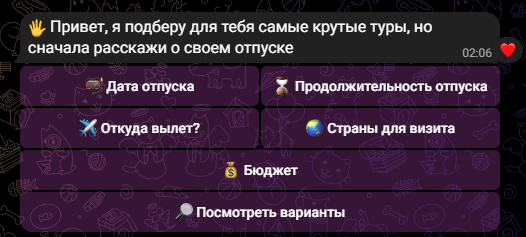 🖐 Привет, я подберу для тебя самые крутые туры, но
сначала расскажи о своем отпуске
02:06 ❤️
📼 Дата отпуска
⏳ Продолжительность отпуска
✈️ Откуда вылет?
🌏 Страны для визита
💰 Бюджет
🔎 Посмотреть варианты